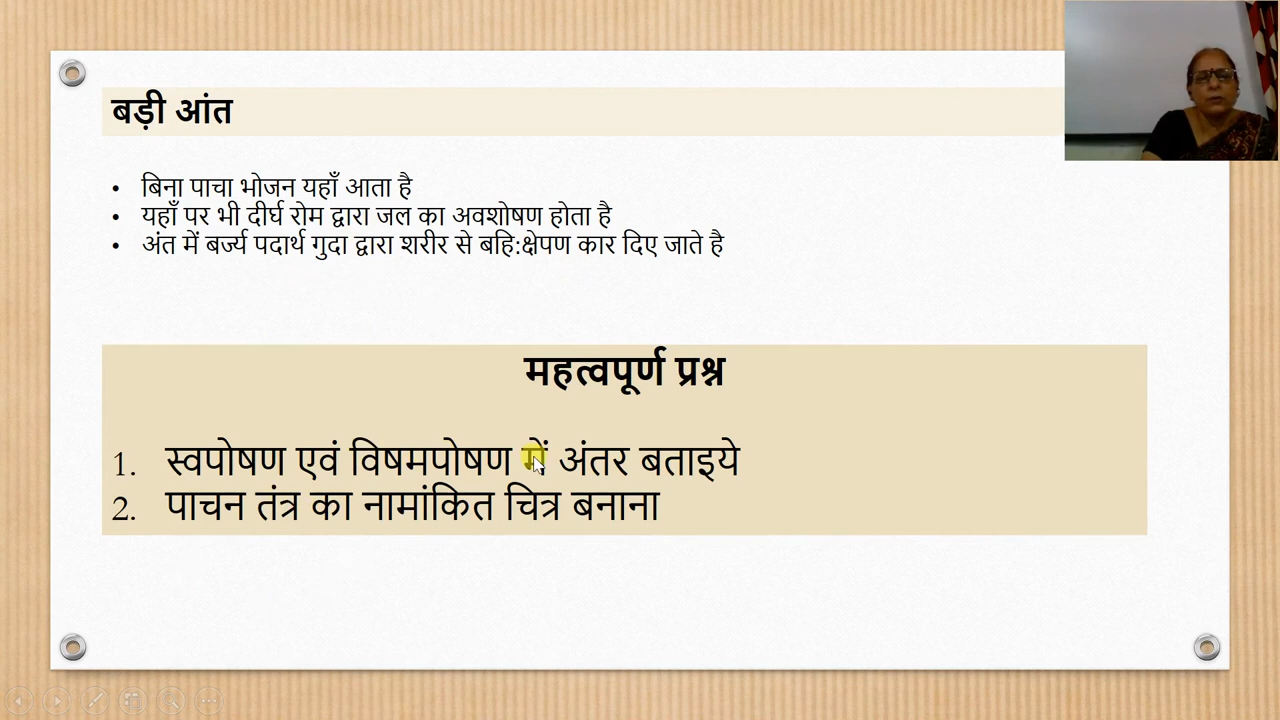 बड़ी आंत
• बिना पाचा भोजन यहाँ आता है
• यहाँ पर भी दीर्घ रोम द्वारा जल का अवशोषण होता है
• अंत में बर्ज्य पदार्थ गुदा द्वारा शरीर से बहि:क्षेपण कार दिए जाते है
महत्वपूर्ण प्रश्न
1. स्वपोषण एवं विषमपोषण में अंतर बताइये
2. पाचन तंत्र का नामांकित चित्र बनाना